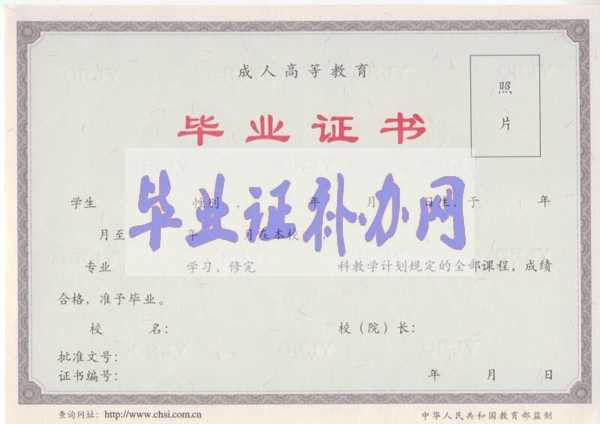 成人高等教育
照
片
毕业证书
毕业证补办网
学生 性别 , 年 月 日生, 于 年
月至 年 月在本校
专业 学习, 修完 科教学计划规定的全部课程, 成绩
合格, 准予毕业。
校 名: 校(院)长:
批准文号:
证书编号: 年 月 日
查询网址: http://www.chsi.com.cn 中华人民共和国教育部监制